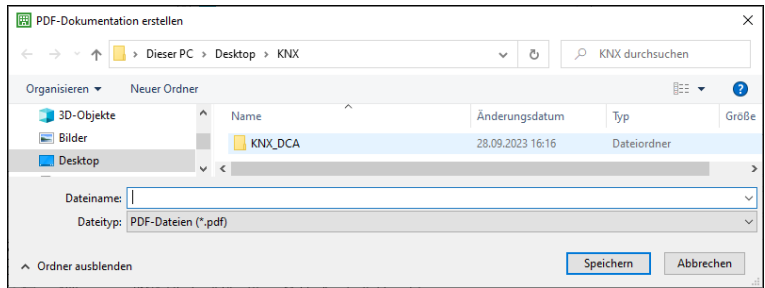 PDF-Dokumentation erstellen
Dieser PC > Desktop > KNX
KNX durchsuchen
Organisieren
Neuer Ordner
3D-Objekte
Bilder
Desktop
Name
Änderungsdatum
Typ
Größe
KNX_DCA
28.09.2023 16:16
Dateiordner
Dateiname:
Dateityp: PDF-Dateien (*.pdf)
Ordner ausblenden
Speichern
Abbrechen